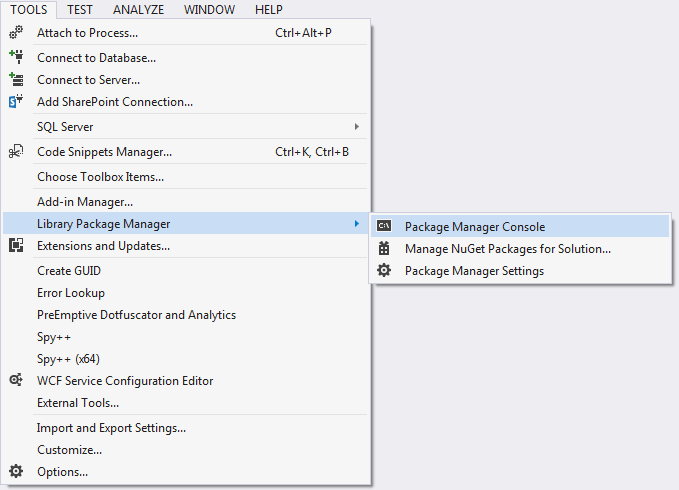 TOOLS TEST ANALYZE WINDOW HELP
Attach to Process... Ctrl+Alt+P
Connect to Database...
Connect to Server...
Add SharePoint Connection...
SQL Server
Code Snippets Manager... Ctrl+K, Ctrl+B
Choose Toolbox Items...
Add-in Manager...
Library Package Manager
Extensions and Updates...
Create GUID
Error Lookup
PreEmptive Dotfuscator and Analytics
Spy++
Spy++ (x64)
WCF Service Configuration Editor
External Tools...
Import and Export Settings...
Customize...
Options...
C:\ Package Manager Console
Manage NuGet Packages for Solution...
Package Manager Settings